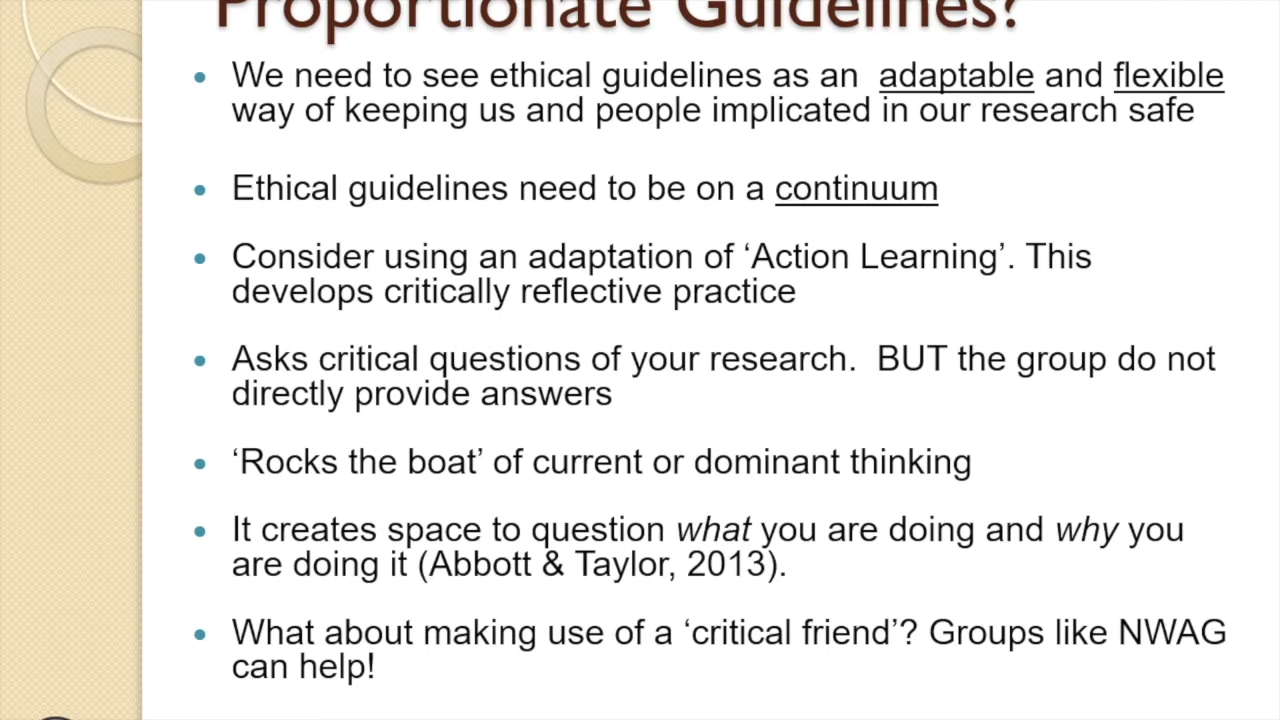 Proportionate Guidelines?
We need to see ethical guidelines as an adaptable and flexible
way of keeping us and people implicated in our research safe
Ethical guidelines need to be on a continuum
Consider using an adaptation of ‘Action Learning’. This
develops critically reflective practice
Asks critical questions of your research. BUT the group do not
directly provide answers
‘Rocks the boat’ of current or dominant thinking
It creates space to question what you are doing and why you
are doing it (Abbott & Taylor, 2013).
What about making use of a ‘critical friend’? Groups like NWAG
can help!